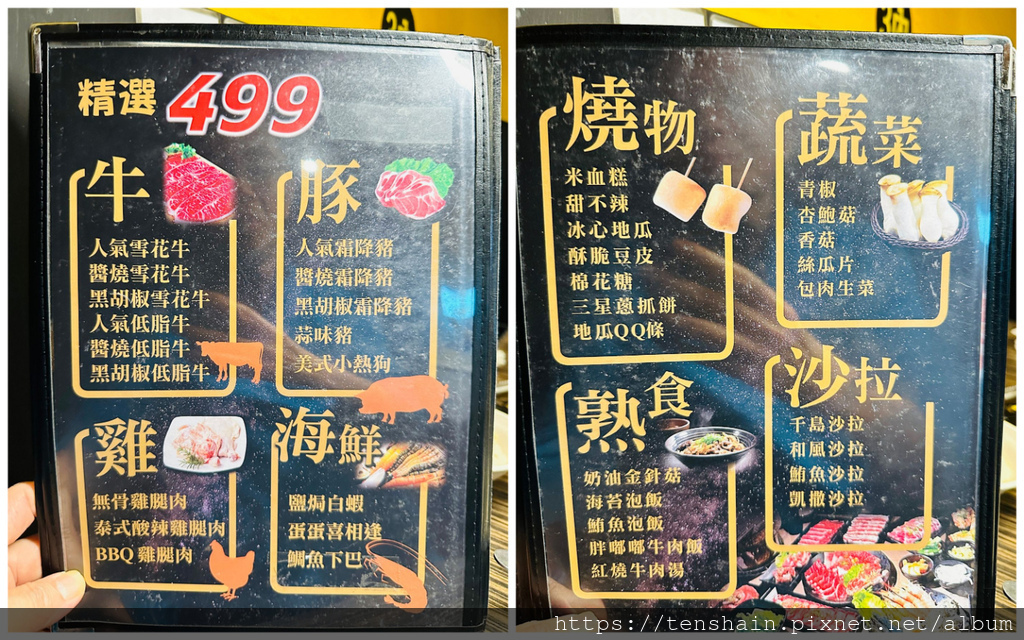 精選 499
牛
人氣雪花牛
醬燒雪花牛
黑胡椒雪花牛
人氣低脂牛
醬燒低脂牛
黑胡椒低脂牛
豚
人氣霜降豬
醬燒霜降豬
黑胡椒霜降豬
蒜味豬
美式小熱狗
雞
無骨雞腿肉
泰式酸辣雞腿肉
BBQ雞腿肉
海鮮
鹽焗白蝦
蛋蛋喜相逢
鯛魚下巴
燒物
米血糕
甜不辣
冰心地瓜
酥脆豆皮
棉花糖
三星蔥抓餅
地瓜QQ條
蔬菜
青椒
杏鮑菇
香菇
絲瓜片
包肉生菜
熟食
奶油金針菇
海苔泡飯
鮪魚泡飯
胖嘟嘟牛肉飯
紅燒牛肉湯
沙拉
千島沙拉
和風沙拉
鮪魚沙拉
凱撒沙拉
https://tenshain.pixnet.net/album